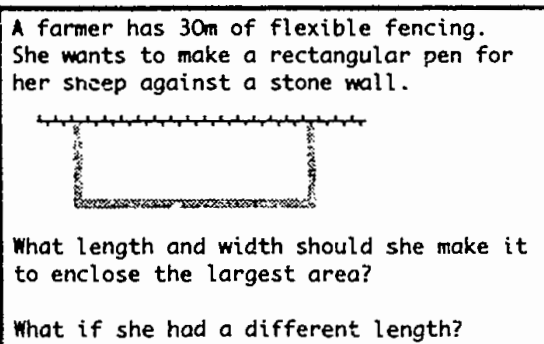 A farmer has 30m of flexible fencing.
She wants to make a rectangular pen for
her sheep against a stone wall.
What length and width should she make it
to enclose the largest area?
What if she had a different length?